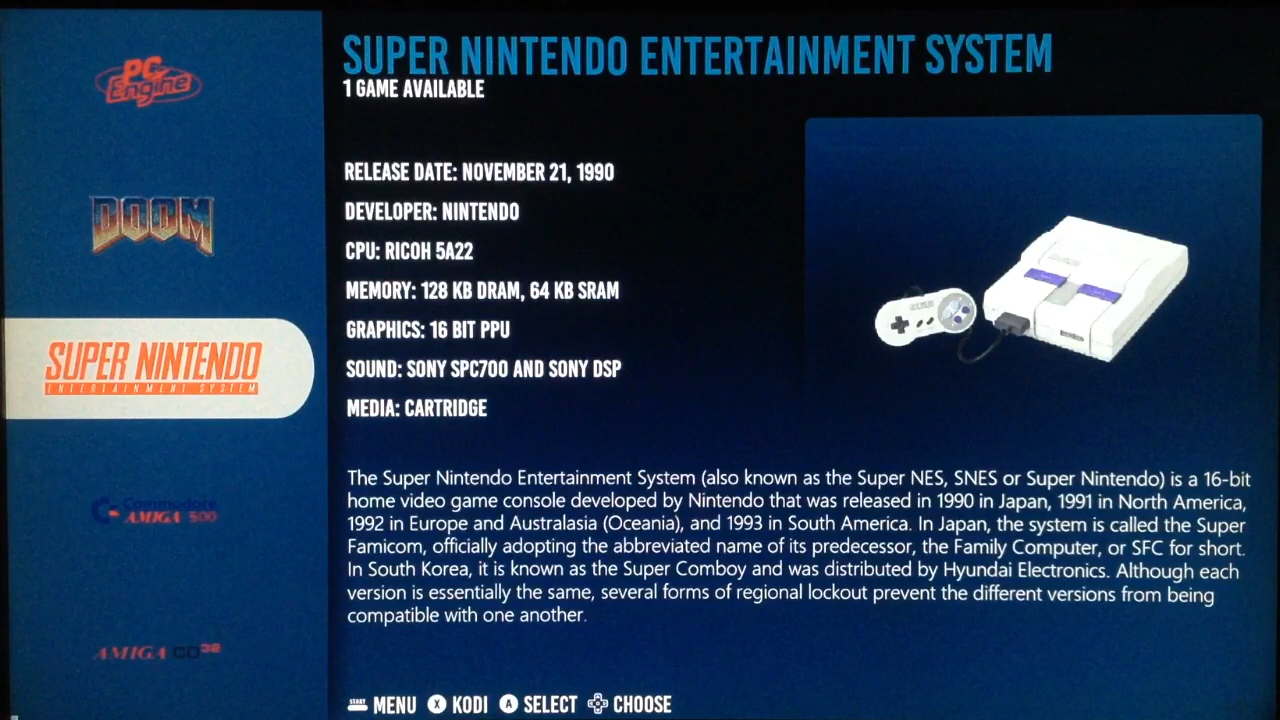 PC
Engine
DOOM
SUPER NINTENDO
ENTERTAINMENT SYSTEM
Commodore
AMIGA 500
AMIGA CD32
SUPER NINTENDO ENTERTAINMENT SYSTEM
1 GAME AVAILABLE
RELEASE DATE: NOVEMBER 21, 1990
DEVELOPER: NINTENDO
CPU: RICOH 5A22
MEMORY: 128 KB DRAM, 64 KB SRAM
GRAPHICS: 16 BIT PPU
SOUND: SONY SPC700 AND SONY DSP
MEDIA: CARTRIDGE
The Super Nintendo Entertainment System (also known as the Super NES, SNES or Super Nintendo) is a 16-bit
home video game console developed by Nintendo that was released in 1990 in Japan, 1991 in North America,
1992 in Europe and Australasia (Oceania), and 1993 in South America. In Japan, the system is called the Super
Famicom, officially adopting the abbreviated name of its predecessor, the Family Computer, or SFC for short.
In South Korea, it is known as the Super Comboy and was distributed by Hyundai Electronics. Although each
version is essentially the same, several forms of regional lockout prevent the different versions from being
compatible with one another.
START MENU X KODI A SELECT CHOOSE